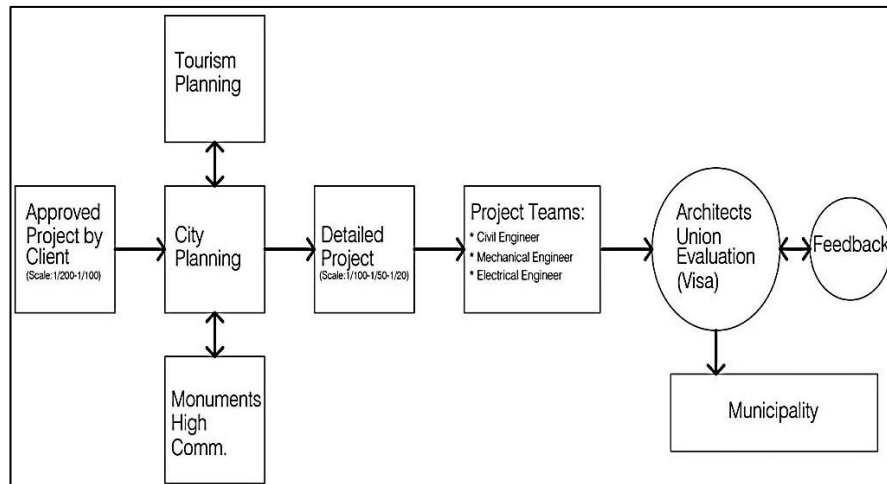 Tourism
Planning
Approved
Project by
Client
(Scale:1/200-1/100)
City
Planning
Detailed
Project
(Scale:1/100-1/50-1/20)
Project Teams:
* Civil Engineer
* Mechanical Engineer
* Electrical Engineer
Architects
Union
Evaluation
(Visa)
Feedback
Monuments
High
Comm.
Municipality